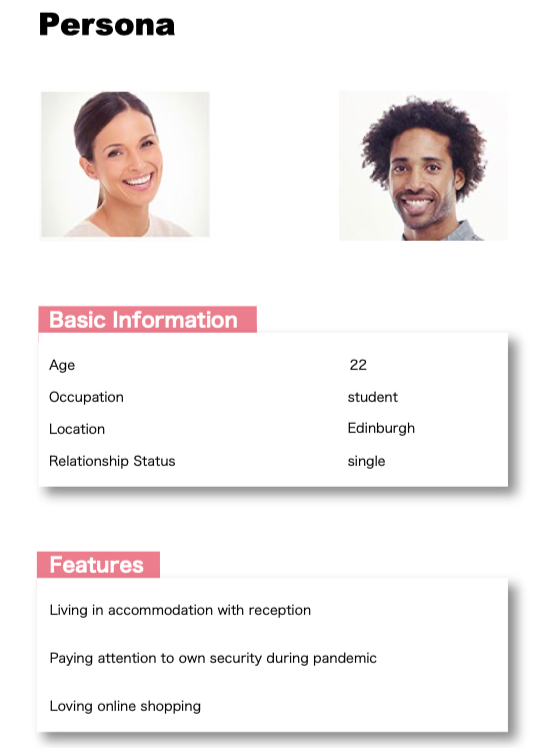 Persona
Basic Information
Age 22
Occupation student
Location Edinburgh
Relationship Status single
Features
Living in accommodation with reception
Paying attention to own security during pandemic
Loving online shopping